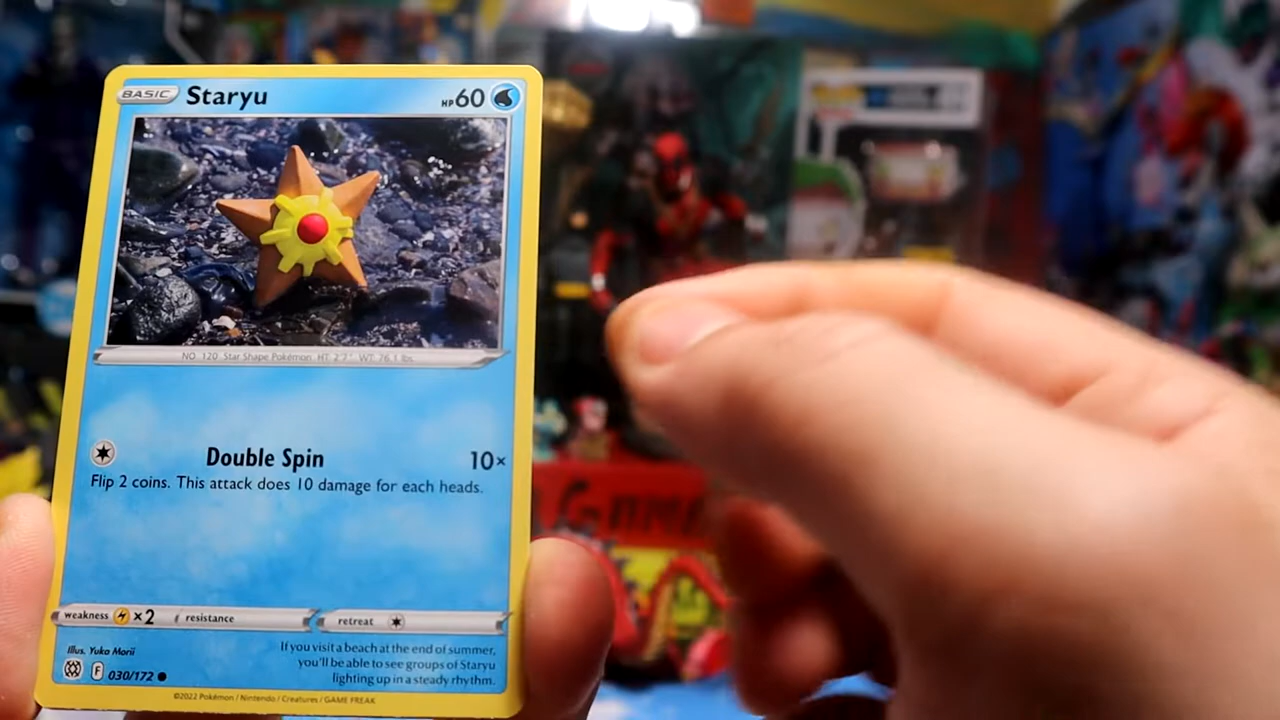 BASIC Staryu HP 60
NO. 120 Star Shape Pokémon HT: 2'7" WT: 76.1 lbs.
Double Spin 10×
Flip 2 coins. This attack does 10 damage for each heads.
weakness ×2 resistance retreat
Illus. Yuka Morii
If you visit a beach at the end of summer,
you'll be able to see groups of Staryu
lighting up in a steady rhythm.
F 030/172
©2022 Pokémon / Nintendo / Creatures / GAME FREAK